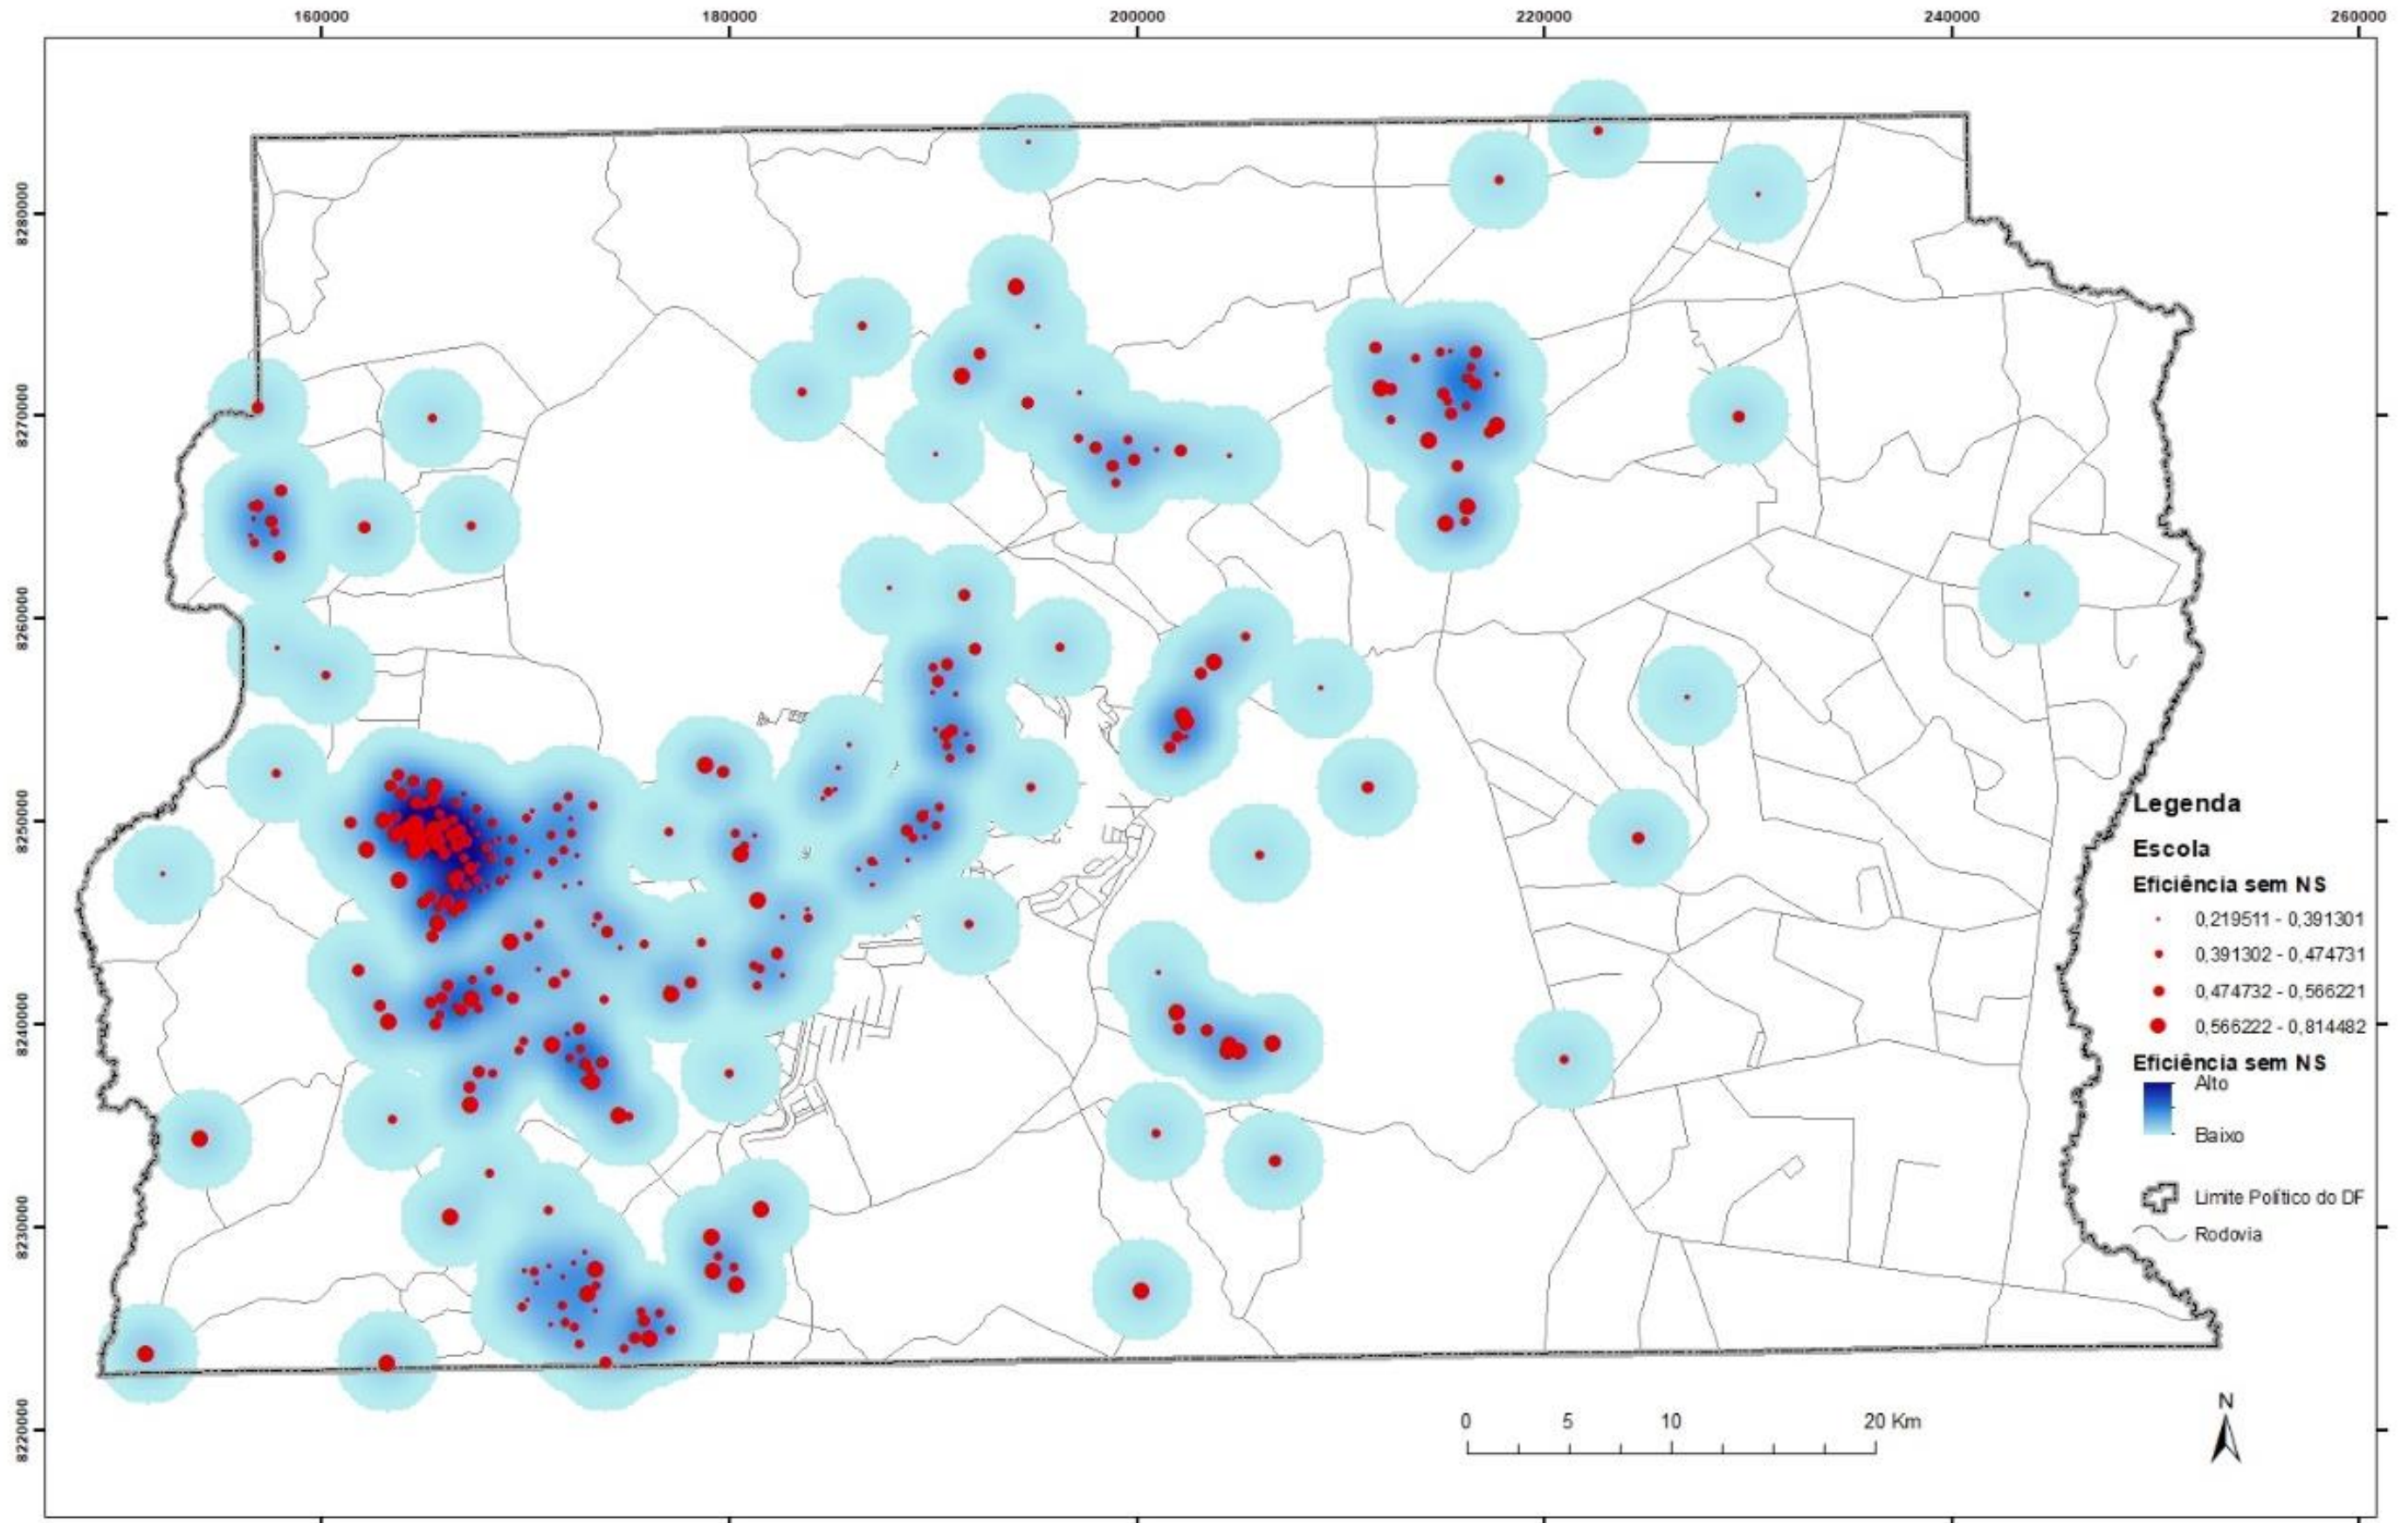 160000 180000 200000 220000 240000 260000
8280000
8270000
8260000
8250000
8240000
8230000
8220000
Legenda
Escola
Eficiência sem NS
0,219511 - 0,391301
0,391302 - 0,474731
0,474732 - 0,566221
0,566222 - 0,814482
Eficiência sem NS
Alto
Baixo
Limite Político do DF
Rodovia
0 5 10 20 Km
N